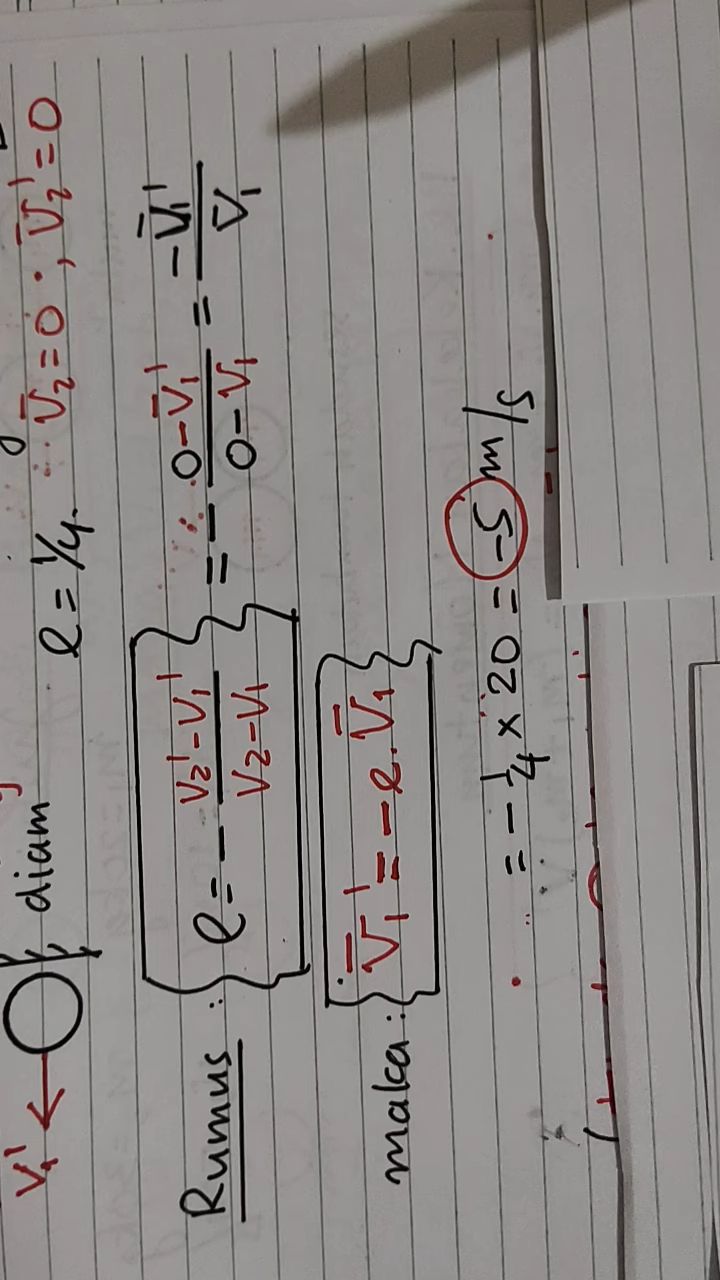 V₁' diam e = 1/4. V̄₂ = 0 ; V̄₂' = 0
Rumus : e = - (V₂' - V₁')/(V₂ - V₁) = - (0 - V̄₁')/(0 - V₁) = -V̄₁'/V̄₁
maka : V̄₁' = -e . V̄₁
= - 1/4 x 20 = -5 m/s